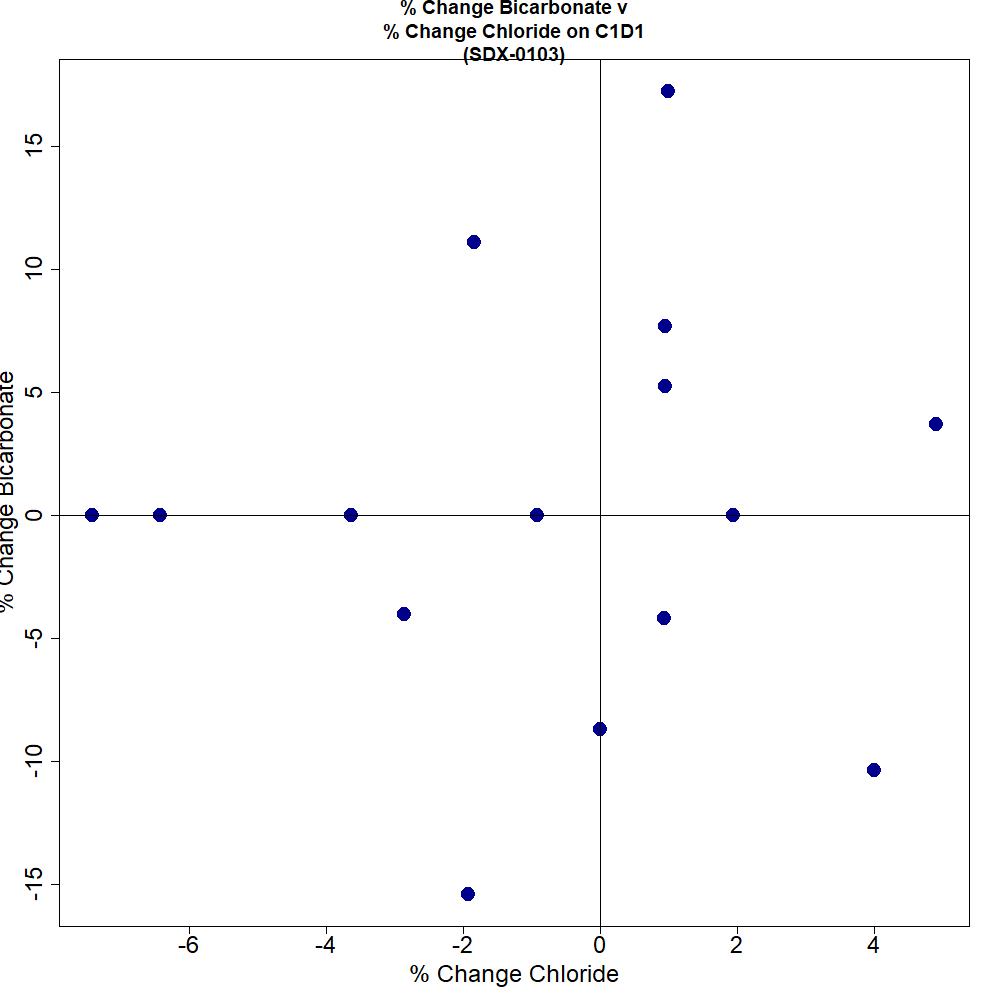 % Change Bicarbonate v
% Change Chloride on C1D1
(SDX-0103)
% Change Bicarbonate
15
10
5
0
-5
-10
-15
-6 -4 -2 0 2 4
% Change Chloride